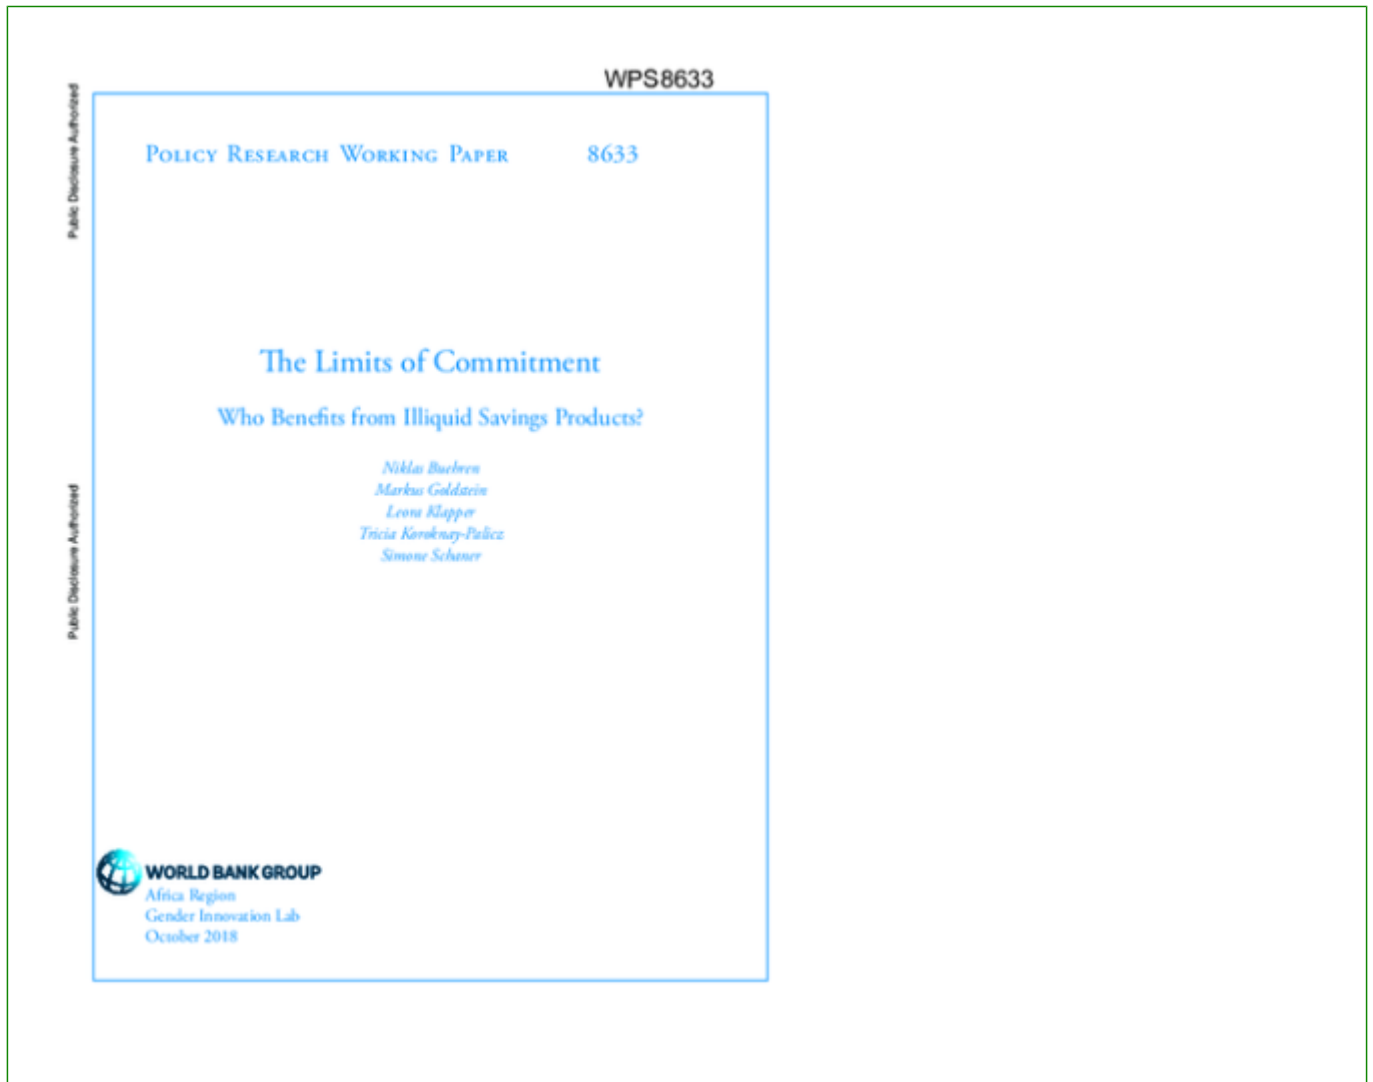 WPS8633
Public Disclosure Authorized
POLICY RESEARCH WORKING PAPER 8633
The Limits of Commitment
Who Benefits from Illiquid Savings Products?
Niklas Buehren
Markus Goldstein
Leora Klapper
Tricia Koroknay-Palicz
Simone Schaner
Public Disclosure Authorized
WORLD BANK GROUP
Africa Region
Gender Innovation Lab
October 2018